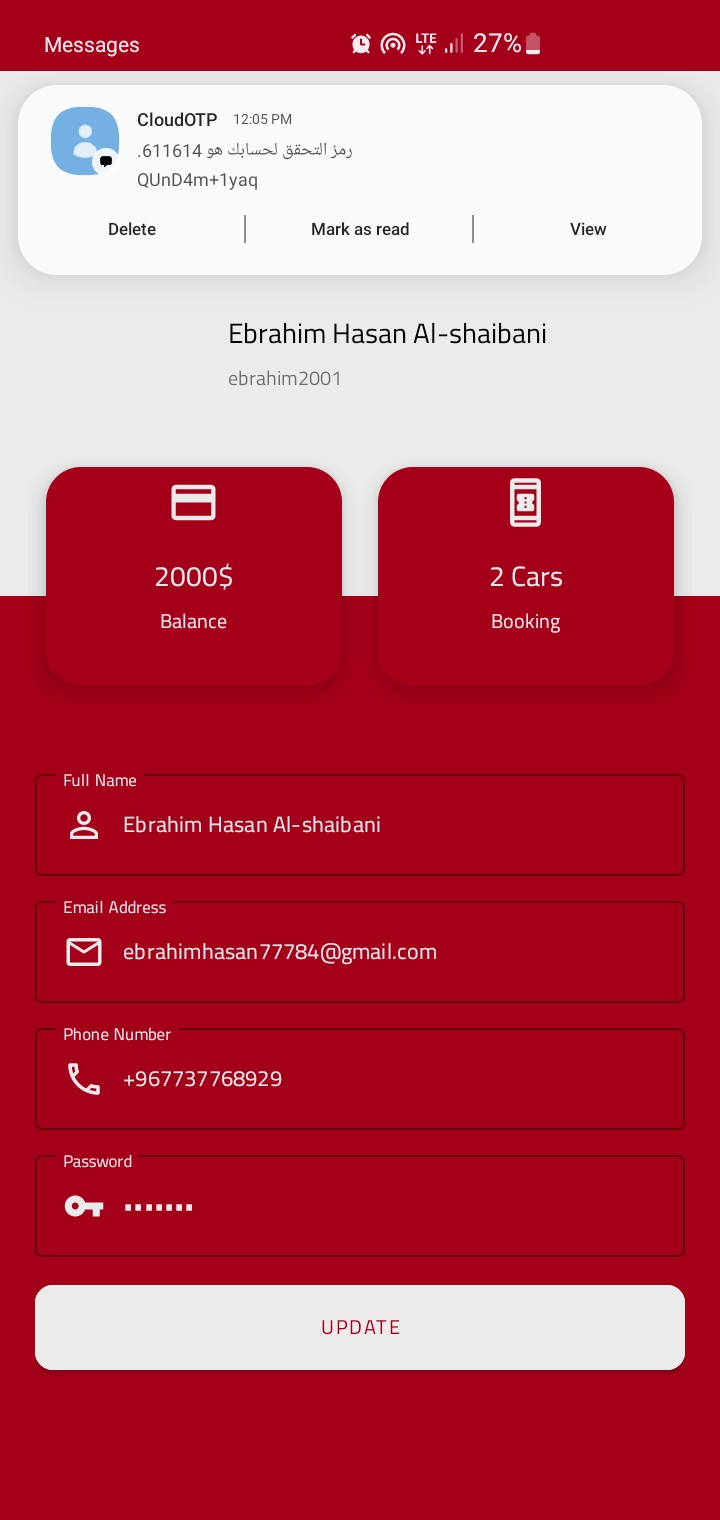 Messages LTE 27%
CloudOTP 12:05 PM
رمز التحقق لحسابك هو 611614.
QUnD4m+1yaq
Delete Mark as read View
Ebrahim Hasan Al-shaibani
ebrahim2001
2000$ 2 Cars
Balance Booking
Full Name
Ebrahim Hasan Al-shaibani
Email Address
ebrahimhasan77784@gmail.com
Phone Number
+967737768929
Password
UPDATE